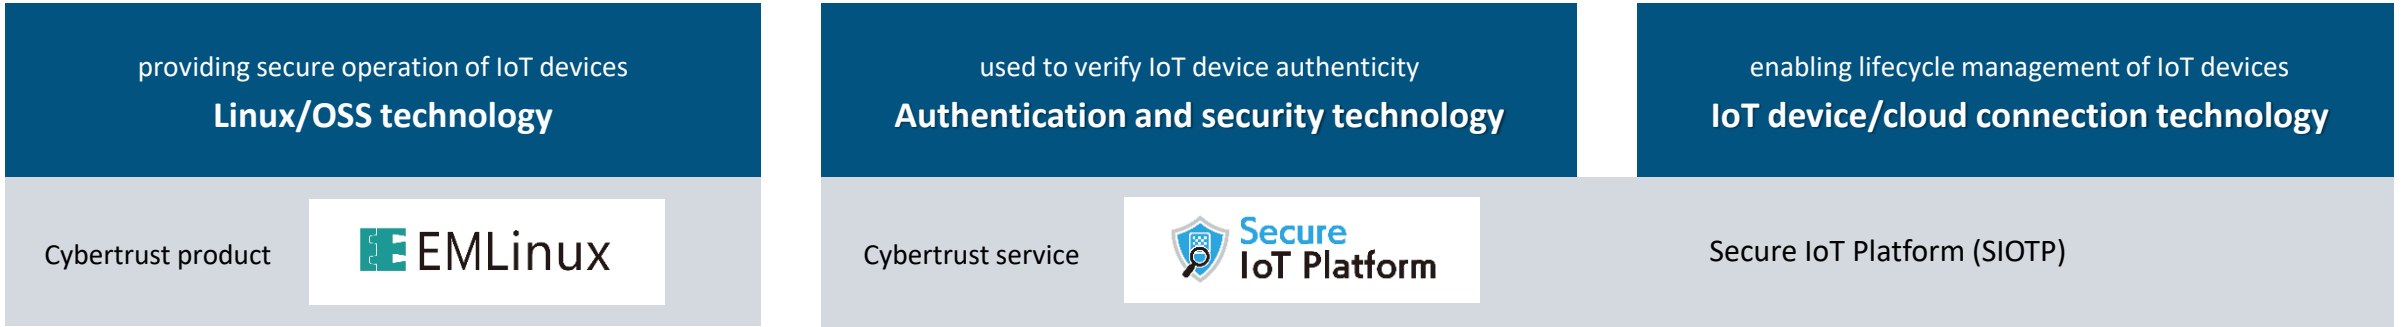 providing secure operation of IoT devices
Linux/OSS technology
Cybertrust product
EMLinux
used to verify IoT device authenticity
Authentication and security technology
Cybertrust service
Secure
IoT Platform
enabling lifecycle management of IoT devices
IoT device/cloud connection technology
Secure IoT Platform (SIOTP)